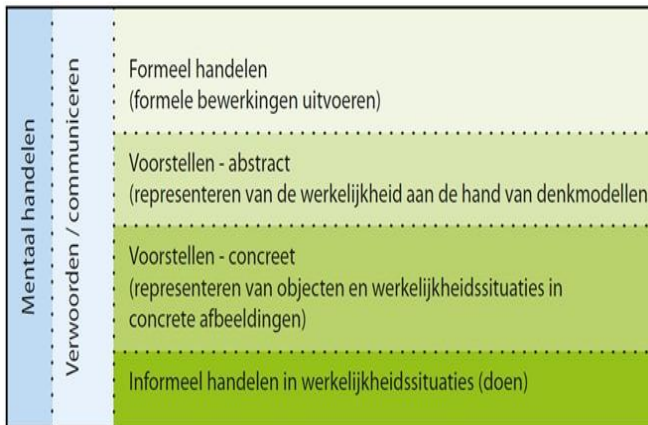 Mentaal handelen
Verwoorden / communiceren
Formeel handelen
(formele bewerkingen uitvoeren)
Voorstellen - abstract
(representeren van de werkelijkheid aan de hand van denkmodellen
Voorstellen - concreet
(representeren van objecten en werkelijkheidssituaties in
concrete afbeeldingen)
Informeel handelen in werkelijkheidssituaties (doen)